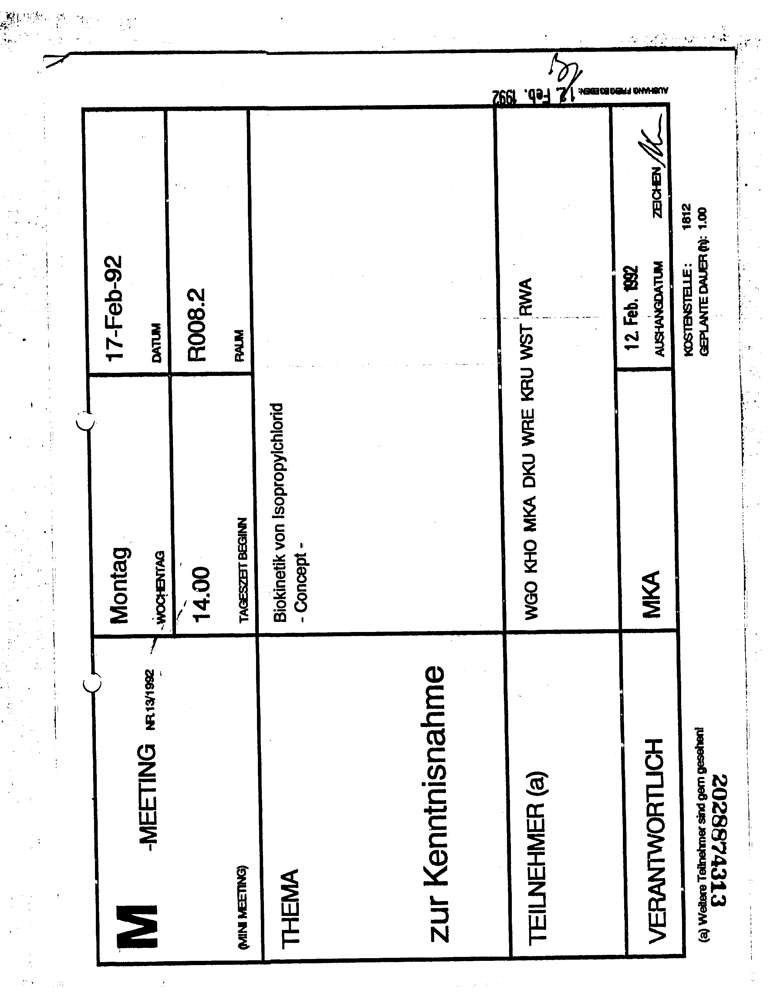 AUSHANG FREIGEGEBEN: 12. Feb. 1992
M -MEETING NR.13/1992
(MINI MEETING)
Montag
WOCHENTAG
17-Feb-92
DATUM
14.00
TAGESZEIT BEGINN
R008.2
RAUM
THEMA
Biokinetik von Isopropylchlorid
- Concept -
zur Kenntnisnahme
TEILNEHMER (a)
WGO KHO MKA DKU WRE KRU WST RWA
VERANTWORTLICH
MKA
12. Feb. 1992
AUSHANGDATUM
ZEICHEN
(a) Weitere Teilnehmer sind gern gesehen!
KOSTENSTELLE: 1812
GEPLANTE DAUER (h): 1.00
2028874313